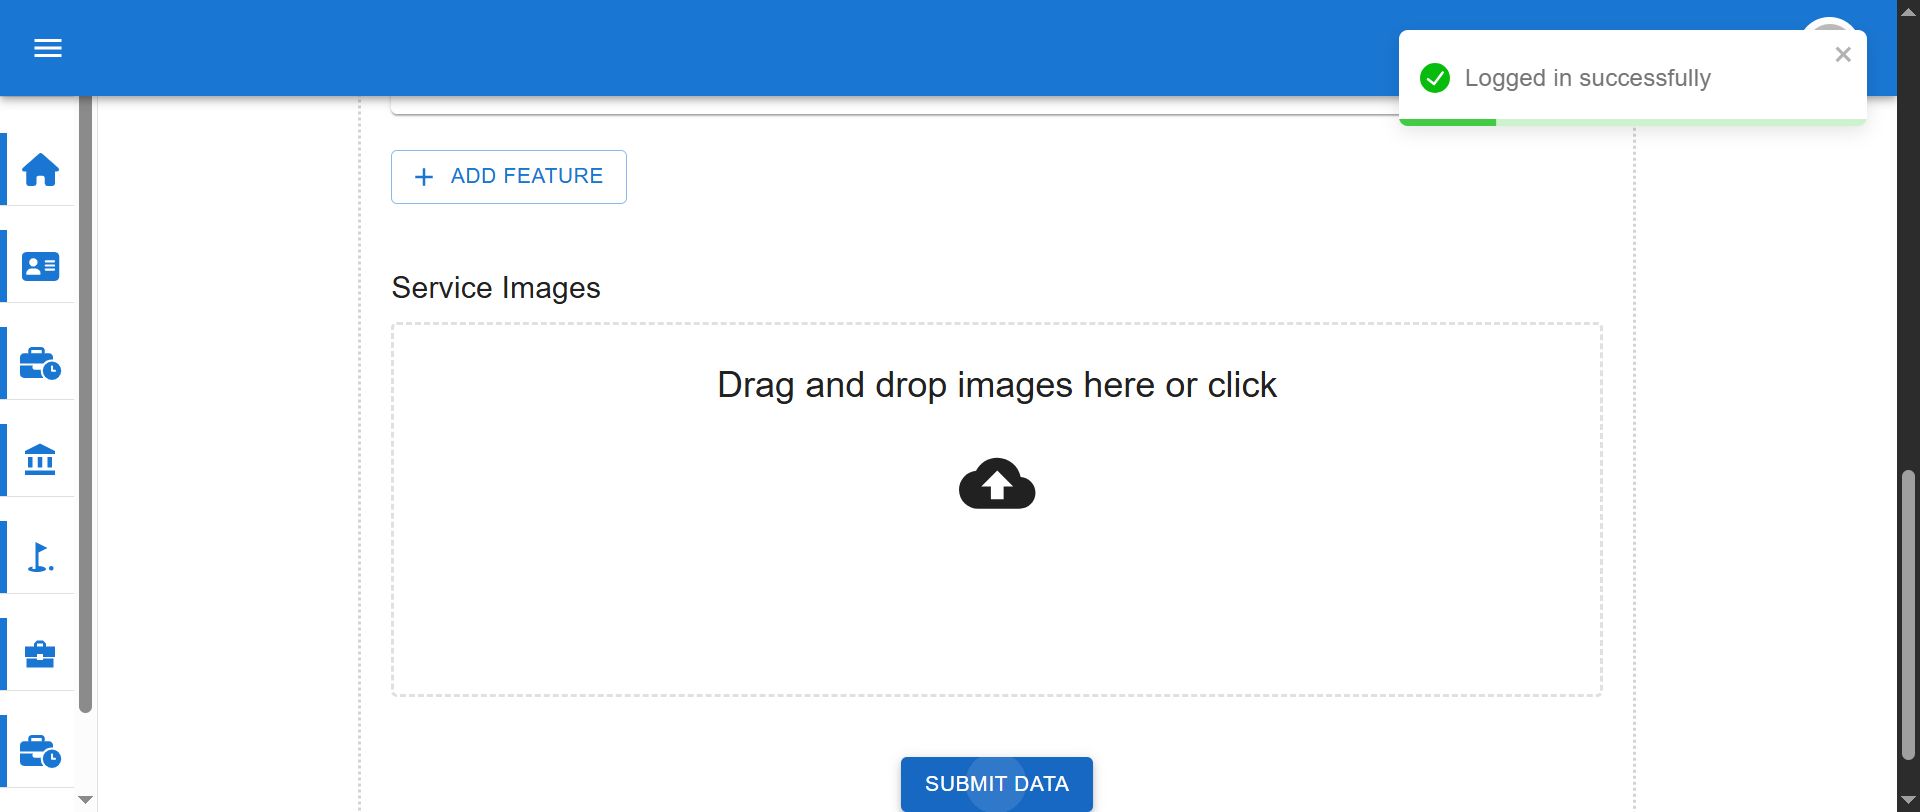 Logged in successfully
ADD FEATURE
Service Images
Drag and drop images here or click
SUBMIT DATA